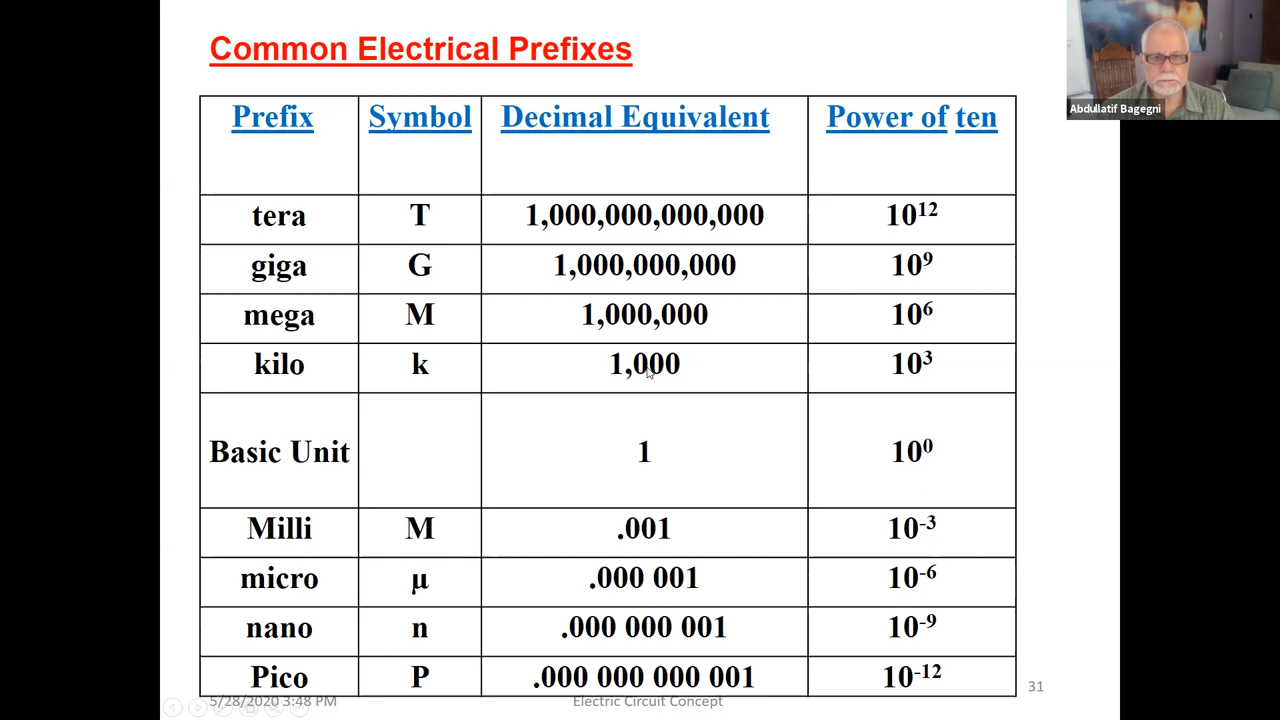 Common Electrical Prefixes
Abdullatif Bagegni
Prefix Symbol Decimal Equivalent Power of ten
tera T 1,000,000,000,000 10¹²
giga G 1,000,000,000 10⁹
mega M 1,000,000 10⁶
kilo k 1,000 10³
Basic Unit 1 10⁰
Milli M .001 10⁻³
micro μ .000 001 10⁻⁶
nano n .000 000 001 10⁻⁹
Pico P .000 000 000 001 10⁻¹²
5/28/2020 3:48 PM Electric Circuit Concept 31